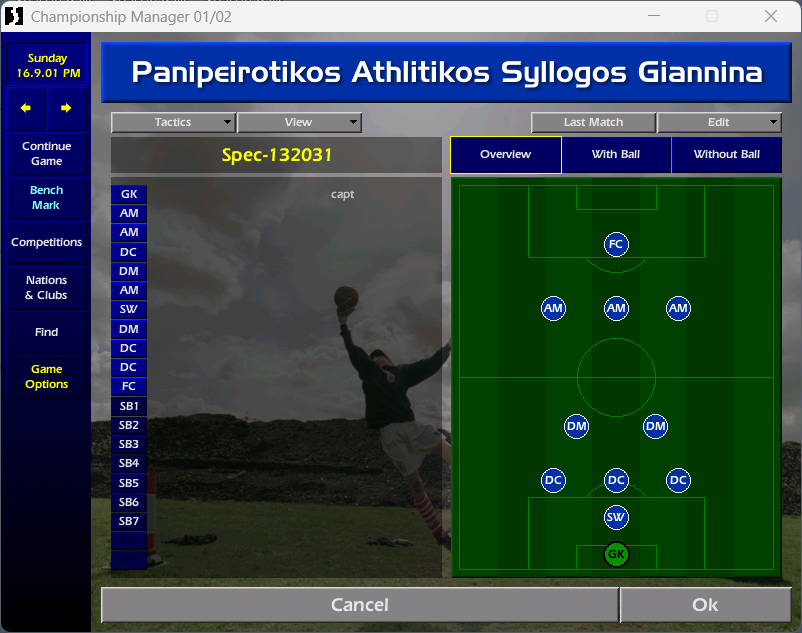 Championship Manager 01/02
Sunday
16.9.01 PM
Continue
Game
Bench
Mark
Competitions
Nations
& Clubs
Find
Game
Options
Panipeirotikos Athlitikos Syllogos Giannina
Tactics View Last Match Edit
Spec-132031
Overview With Ball Without Ball
GK capt
AM
AM
DC
DM
AM
SW
DM
DC
DC
FC
SB1
SB2
SB3
SB4
SB5
SB6
SB7
FC
AM AM AM
DM DM
DC DC DC
SW
GK
Cancel Ok